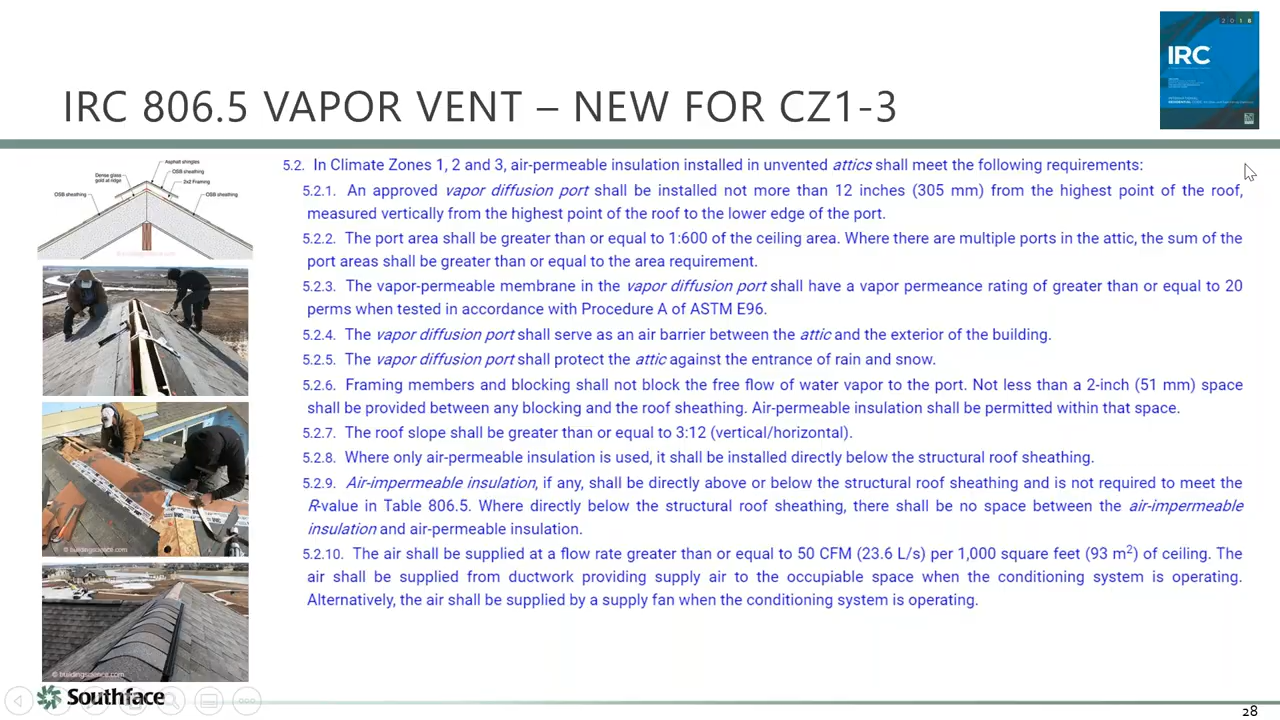 2018
IRC
IRC 806.5 VAPOR VENT – NEW FOR CZ1-3
Asphalt shingles
OSB sheathing
2x2 Framing
Dense glass
gold at ridge
OSB sheathing
OSB sheathing
© buildingscience.com
© buildingscience.com
5.2. In Climate Zones 1, 2 and 3, air-permeable insulation installed in unvented attics shall meet the following requirements:
5.2.1. An approved vapor diffusion port shall be installed not more than 12 inches (305 mm) from the highest point of the roof,
measured vertically from the highest point of the roof to the lower edge of the port.
5.2.2. The port area shall be greater than or equal to 1:600 of the ceiling area. Where there are multiple ports in the attic, the sum of the
port areas shall be greater than or equal to the area requirement.
5.2.3. The vapor-permeable membrane in the vapor diffusion port shall have a vapor permeance rating of greater than or equal to 20
perms when tested in accordance with Procedure A of ASTM E96.
5.2.4. The vapor diffusion port shall serve as an air barrier between the attic and the exterior of the building.
5.2.5. The vapor diffusion port shall protect the attic against the entrance of rain and snow.
5.2.6. Framing members and blocking shall not block the free flow of water vapor to the port. Not less than a 2-inch (51 mm) space
shall be provided between any blocking and the roof sheathing. Air-permeable insulation shall be permitted within that space.
5.2.7. The roof slope shall be greater than or equal to 3:12 (vertical/horizontal).
5.2.8. Where only air-permeable insulation is used, it shall be installed directly below the structural roof sheathing.
5.2.9. Air-impermeable insulation, if any, shall be directly above or below the structural roof sheathing and is not required to meet the
R-value in Table 806.5. Where directly below the structural roof sheathing, there shall be no space between the air-impermeable
insulation and air-permeable insulation.
5.2.10. The air shall be supplied at a flow rate greater than or equal to 50 CFM (23.6 L/s) per 1,000 square feet (93 m²) of ceiling. The
air shall be supplied from ductwork providing supply air to the occupiable space when the conditioning system is operating.
Alternatively, the air shall be supplied by a supply fan when the conditioning system is operating.
Southface
28